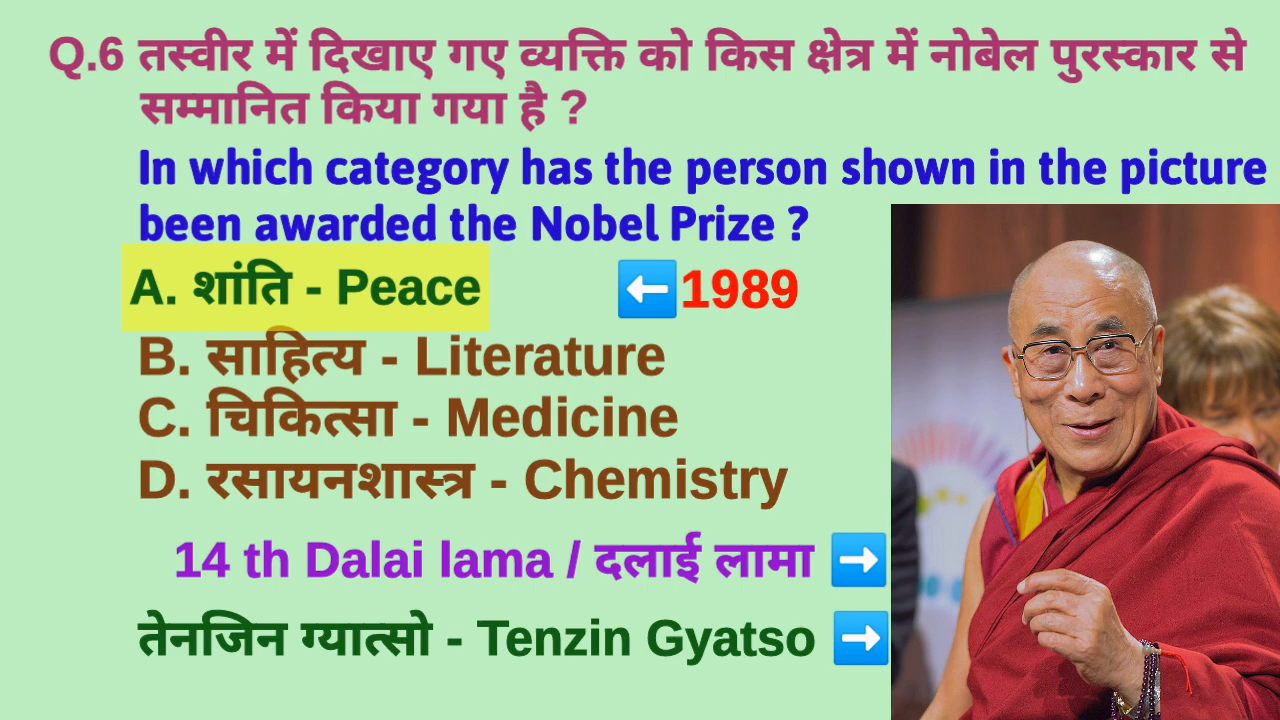 Q.6 तस्वीर में दिखाए गए व्यक्ति को किस क्षेत्र में नोबेल पुरस्कार से
सम्मानित किया गया है ?
In which category has the person shown in the picture
been awarded the Nobel Prize ?
A. शांति - Peace ⬅️1989
B. साहित्य - Literature
C. चिकित्सा - Medicine
D. रसायनशास्त्र - Chemistry
14 th Dalai lama / दलाई लामा ➡️
तेनजिन ग्यात्सो - Tenzin Gyatso ➡️